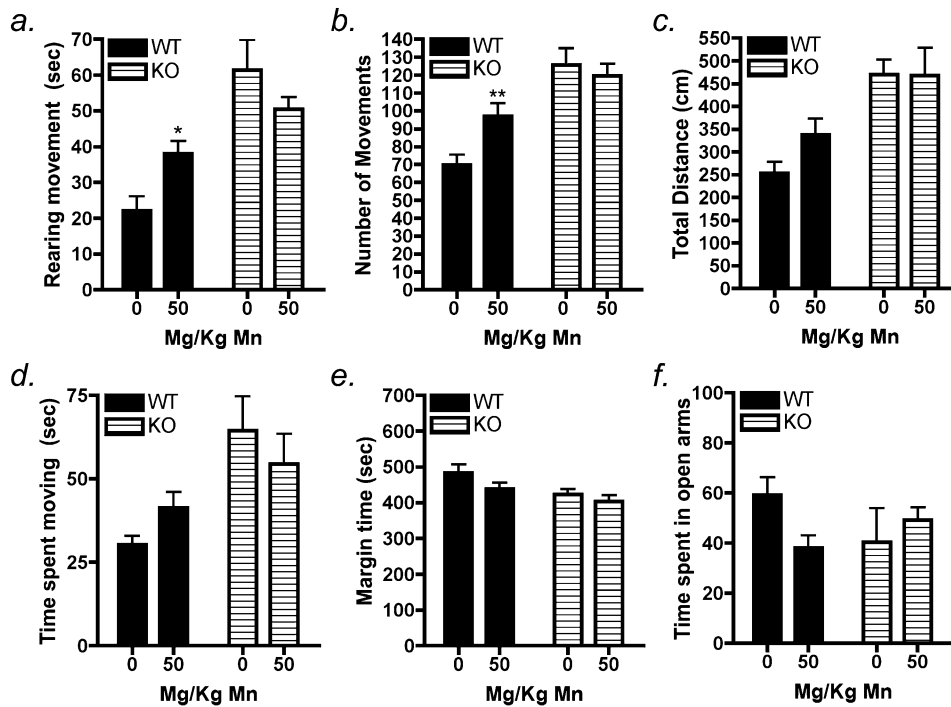 a.
Rearing movement (sec)
70
60
50
40
30
20
10
0
WT
KO
*
0 50 0 50
Mg/Kg Mn
b.
Number of Movements
140
130
120
110
100
90
80
70
60
50
40
30
20
10
0
WT
KO
**
0 50 0 50
Mg/Kg Mn
c.
Total Distance (cm)
550
500
450
400
350
300
250
200
150
100
50
0
WT
KO
0 50 0 50
Mg/Kg Mn
d.
Time spent moving (sec)
75
50
25
0
WT
KO
0 50 0 50
Mg/Kg Mn
e.
Margin time (sec)
700
600
500
400
300
200
100
0
WT
KO
0 50 0 50
Mg/Kg Mn
f.
Time spent in open arms
100
80
60
40
20
0
WT
KO
0 50 0 50
Mg/Kg Mn